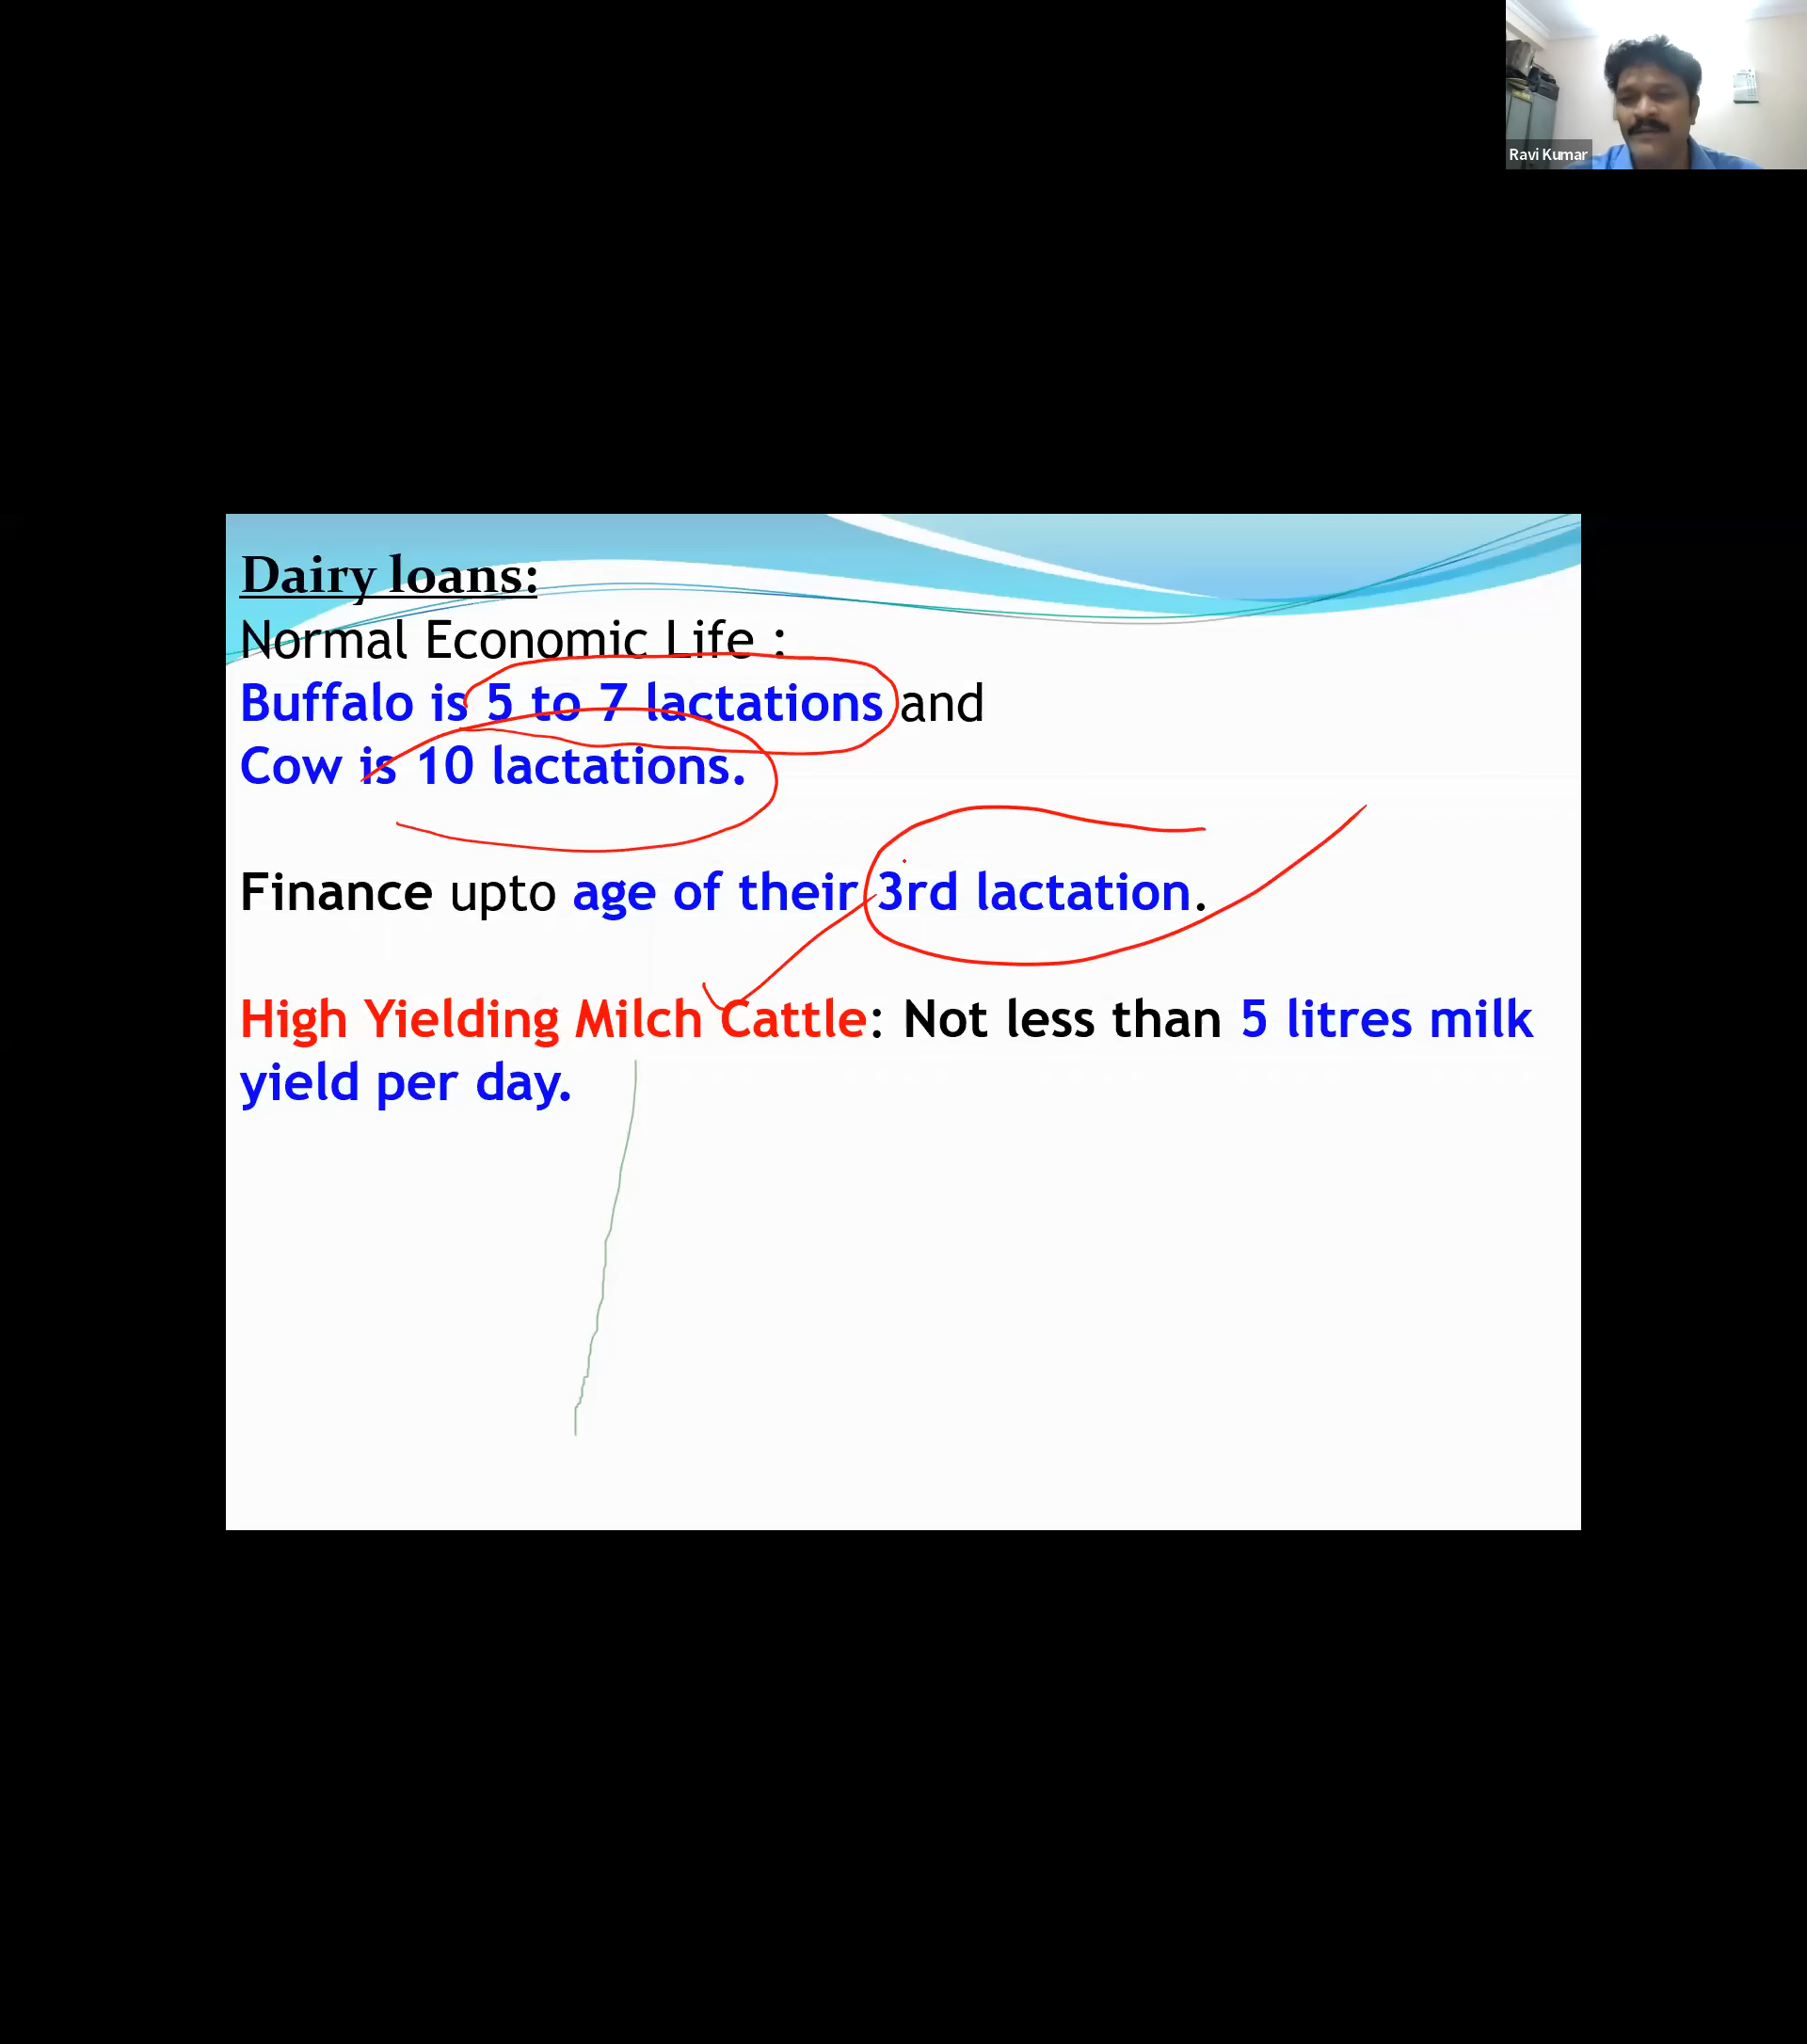 Ravi Kumar
Dairy loans:
Normal Economic Life :
Buffalo is 5 to 7 lactations and
Cow is 10 lactations.
Finance upto age of their 3rd lactation.
High Yielding Milch Cattle: Not less than 5 litres milk
yield per day.